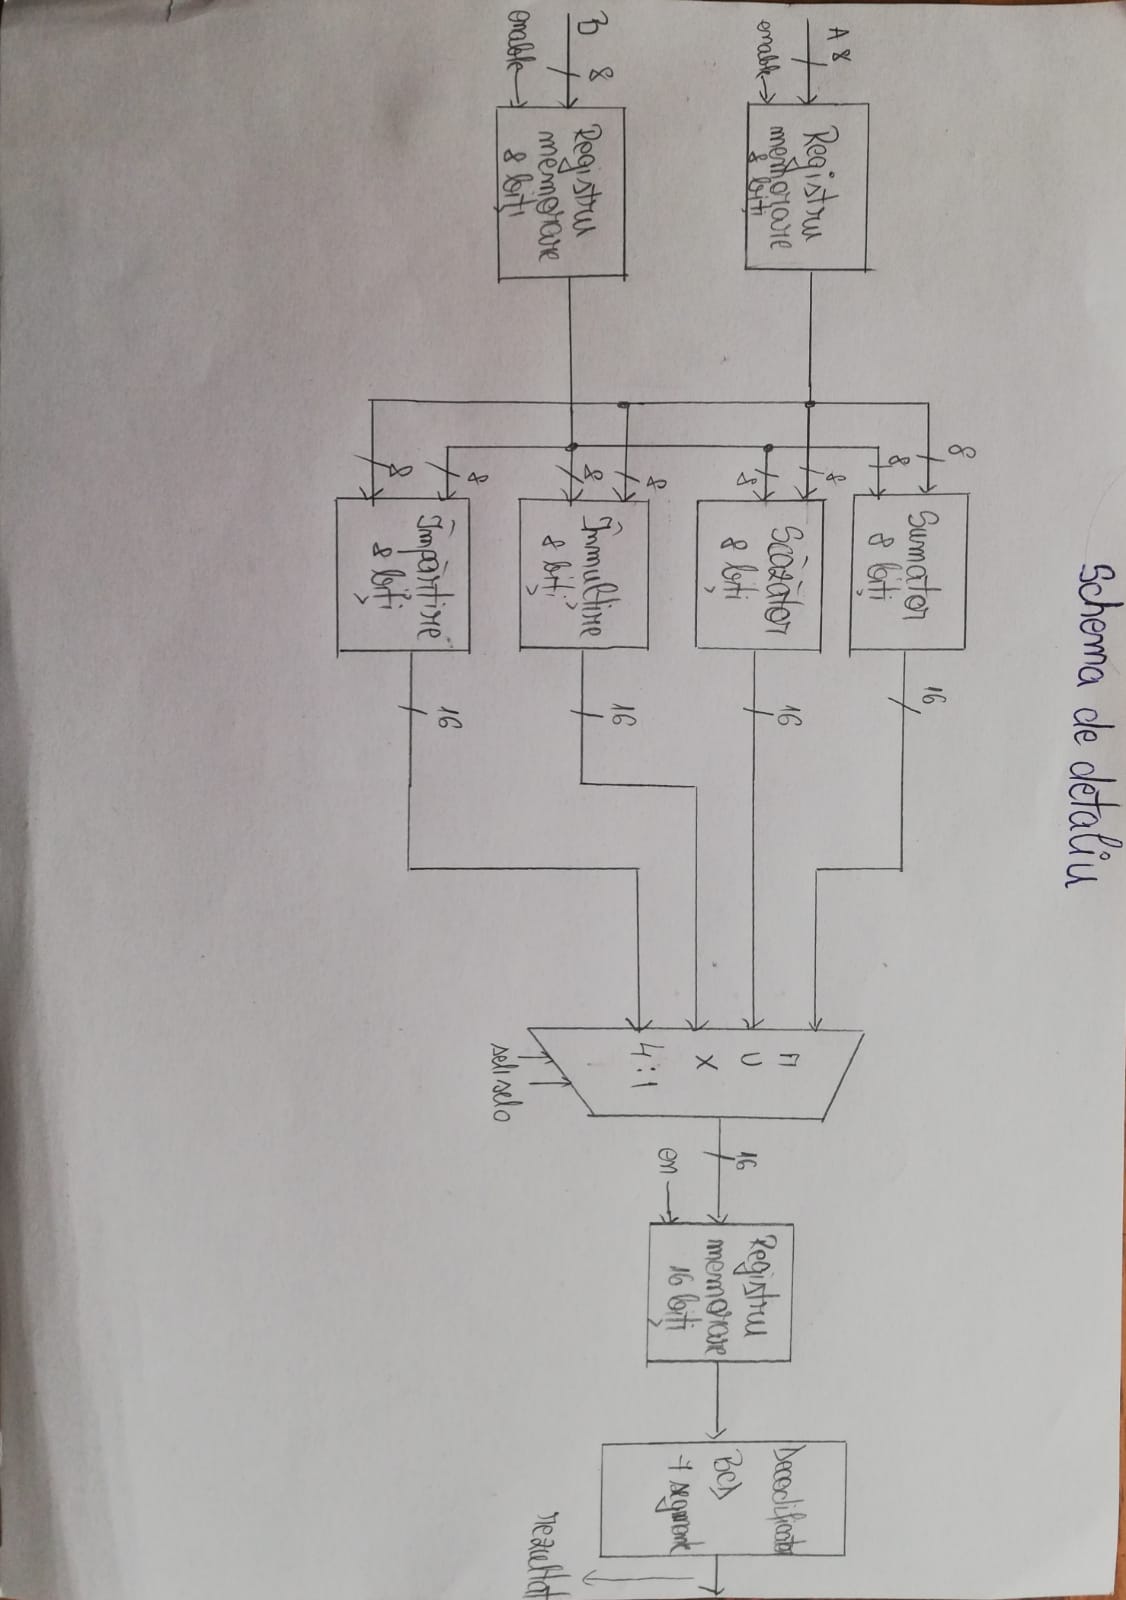 Schema de detaliu
A 8
enable
Registru
memorare
8 biți
B 8
enable
Registru
memorare
8 biți
8
8
Sumator
8 biți
16
8
8
Scăzător
8 biți
16
8
8
Înmulțire
8 biți
16
8
8
Împărțire
8 biți
16
M
U
X
4:1
sel1 sel0
16
en
Registru
memorare
16 biți
Decodificator
BCD
-7 segmente
rezultat